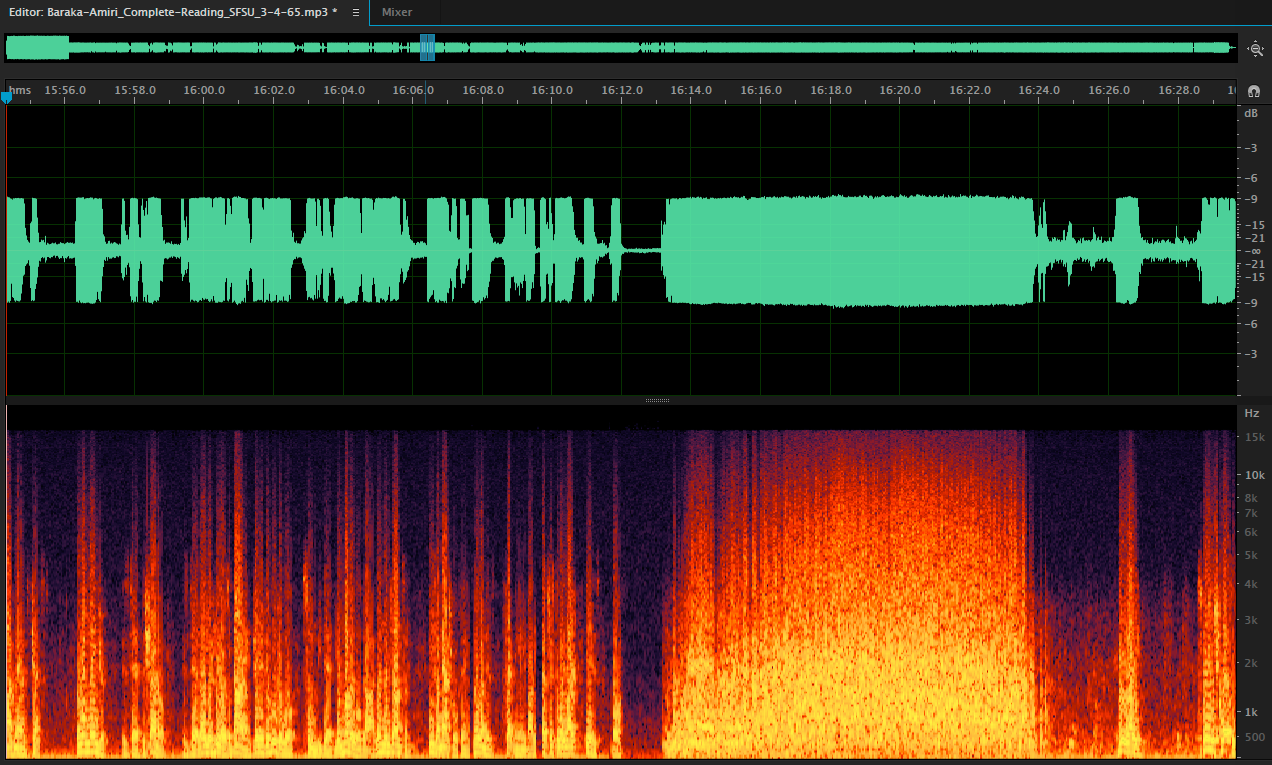 Editor: Baraka-Amiri_Complete-Reading_SFSU_3-4-65.mp3 * ≡ Mixer
hms 15:56.0 15:58.0 16:00.0 16:02.0 16:04.0 16:06.0 16:08.0 16:10.0 16:12.0 16:14.0 16:16.0 16:18.0 16:20.0 16:22.0 16:24.0 16:26.0 16:28.0
dB
-3
-6
-9
-15
-21
-∞
-21
-15
-9
-6
-3
Hz
15k
10k
8k
7k
6k
5k
4k
3k
2k
1k
500